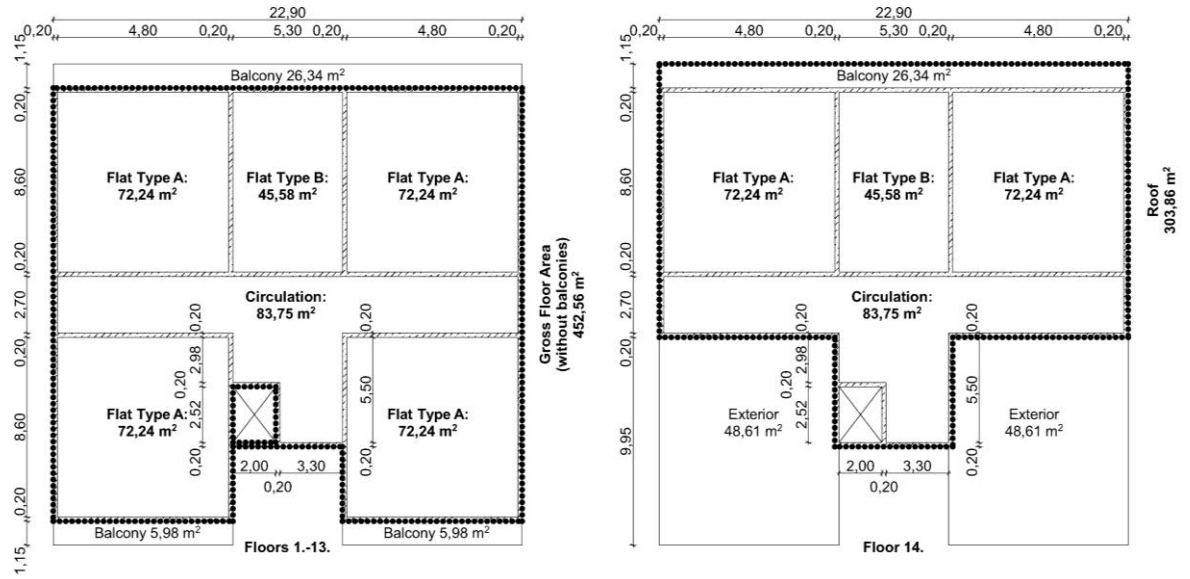 22,90
0,20 4,80 0,20 5,30 0,20 4,80 0,20
1,15
0,20
8,60
0,20
2,70
0,20
8,60
0,20
1,15
Balcony 26,34 m²
Flat Type A:
72,24 m²
Flat Type B:
45,58 m²
Flat Type A:
72,24 m²
Circulation:
83,75 m²
0,20
2,98
0,20
2,52
0,20
0,20
5,50
0,20
Flat Type A:
72,24 m²
Flat Type A:
72,24 m²
2,00 3,30
0,20
Balcony 5,98 m²
Balcony 5,98 m²
Floors 1.-13.
Gross Floor Area
(without balconies)
452,56 m²
22,90
0,20 4,80 0,20 5,30 0,20 4,80 0,20
1,15
0,20
8,60
0,20
2,70
0,20
9,95
Balcony 26,34 m²
Flat Type A:
72,24 m²
Flat Type B:
45,58 m²
Flat Type A:
72,24 m²
Circulation:
83,75 m²
0,20
2,98
0,20
2,52
0,20
5,50
0,20
Exterior
48,61 m²
Exterior
48,61 m²
2,00 3,30
0,20
Floor 14.
Roof
303,86 m²